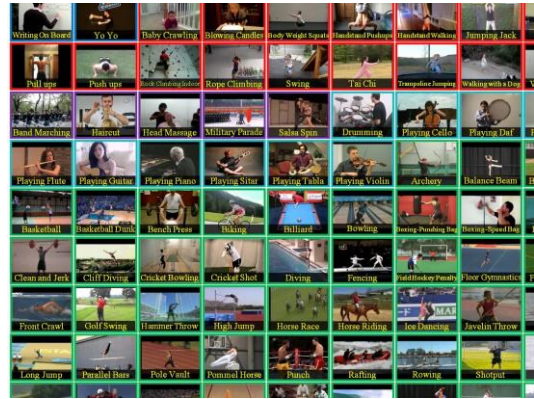 Writing On Board
Yo Yo
Baby Crawling
Blowing Candles
Body Weight Squats
Handstand Pushups
Handstand Walking
Jumping Jack
Pull ups
Push ups
Rock Climbing Indoor
Rope Climbing
Swing
Tai Chi
Trampoline Jumping
Walking with a Dog
Band Marching
Haircut
Head Massage
Military Parade
Salsa Spin
Drumming
Playing Cello
Playing Daf
Playing Flute
Playing Guitar
Playing Piano
Playing Sitar
Playing Tabla
Playing Violin
Archery
Balance Beam
Basketball
Basketball Dunk
Bench Press
Biking
Billiard
Bowling
Boxing-Punching Bag
Boxing-Speed Bag
Clean and Jerk
Cliff Diving
Cricket Bowling
Cricket Shot
Diving
Fencing
Field Hockey Penalty
Floor Gymnastics
Front Crawl
Golf Swing
Hammer Throw
High Jump
Horse Race
Horse Riding
Ice Dancing
Javelin Throw
Long Jump
Parallel Bars
Pole Vault
Pommel Horse
Punch
Rafting
Rowing
Shotput